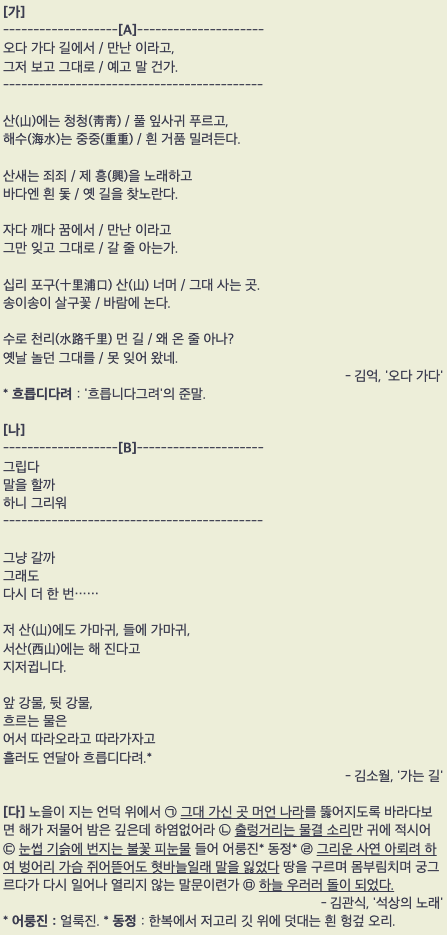 [가]
-------------------[A]---------------------
오다 가다 길에서 / 만난 이라고,
그저 보고 그대로 / 예고 말 건가.
-------------------------------------------
산(山)에는 청청(靑靑) / 풀 잎사귀 푸르고,
해수(海水)는 중중(重重) / 흰 거품 밀려든다.
산새는 죄죄 / 제 흥(興)을 노래하고
바다엔 흰 돛 / 옛 길을 찾노란다.
자다 깨다 꿈에서 / 만난 이라고
그만 잊고 그대로 / 갈 줄 아는가.
십리 포구(十里浦口) 산(山) 너머 / 그대 사는 곳.
송이송이 살구꽃 / 바람에 논다.
수로 천리(水路千里) 먼 길 / 왜 온 줄 아나?
옛날 놀던 그대를 / 못 잊어 왔네.
- 김억, '오다 가다'
* 흐릅디다려 : '흐릅니다그려'의 준말.
[나]
-------------------[B]---------------------
그립다
말을 할까
하니 그리워
-------------------------------------------
그냥 갈까
그래도
다시 더 한 번……
저 산(山)에도 가마귀, 들에 가마귀,
서산(西山)에는 해 진다고
지저귑니다.
앞 강물, 뒷 강물,
흐르는 물은
어서 따라오라고 따라가자고
흘러도 연달아 흐릅디다려.*
- 김소월, '가는 길'
[다] 노을이 지는 언덕 위에서 ㉠ 그대 가신 곳 머언 나라를 뚫어지도록 바라다보
면 해가 저물어 밤은 깊은데 하염없어라 ㉡ 출렁거리는 물결 소리만 귀에 적시어
㉢ 눈썹 기슭에 번지는 불꽃 피눈물 들어 어룽진* 동정* ㉣ 그리운 사연 아뢰려 하
여 벙어리 가슴 쥐어뜯어도 혓바늘일래 말을 잃었다 땅을 구르며 몸부림치며 궁그
르다가 다시 일어나 열리지 않는 말문이련가 ㉤ 하늘 우러러 돌이 되었다.
- 김관식, '석상의 노래'
* 어룽진 : 얼룩진. * 동정 : 한복에서 저고리 깃 위에 덧대는 흰 헝겊 오리.